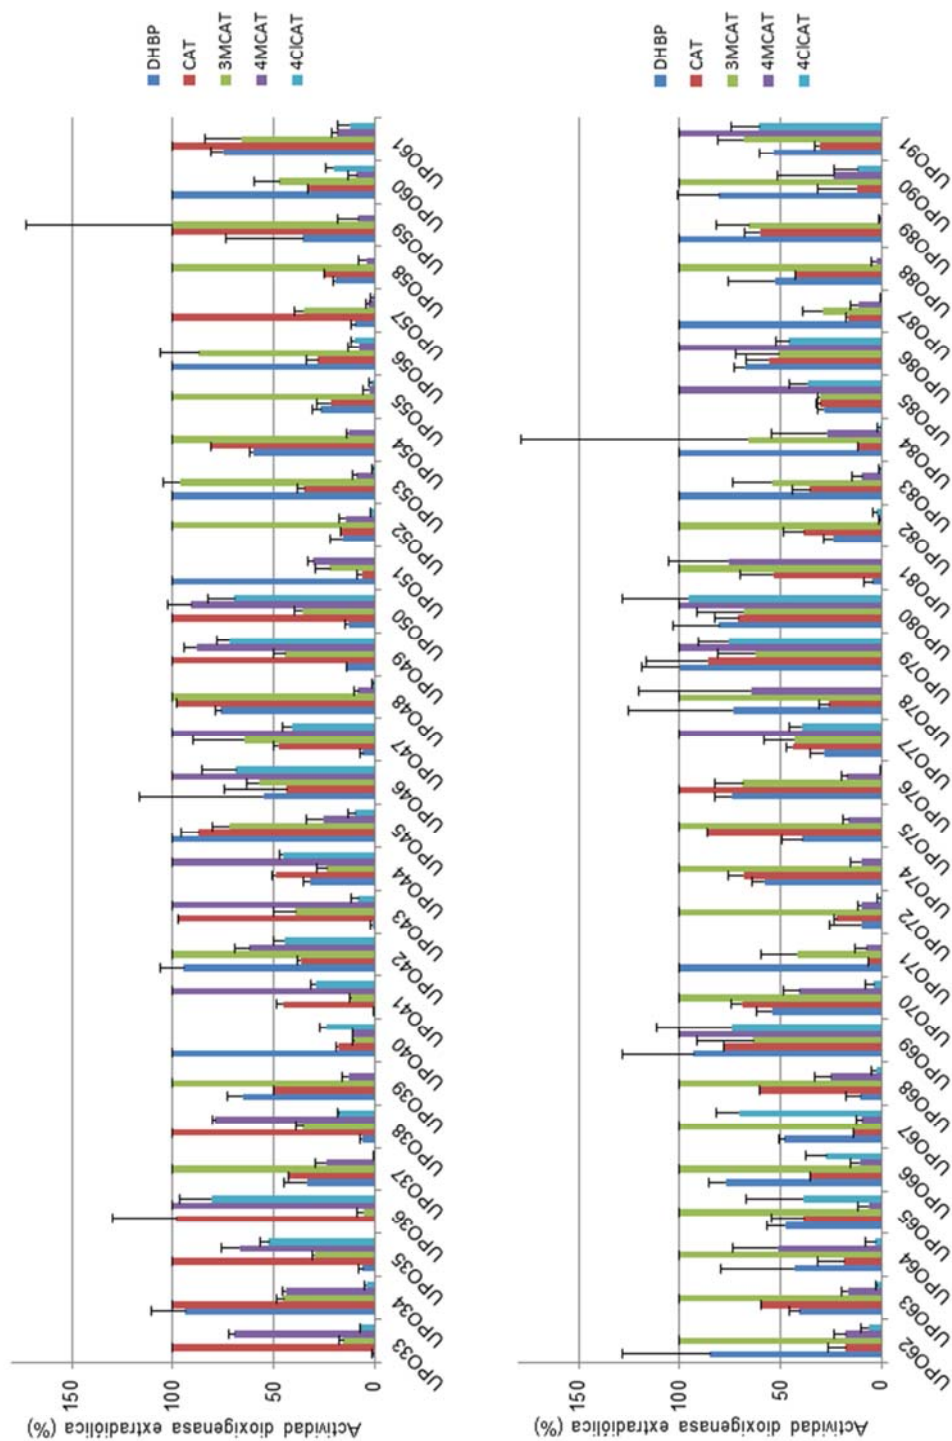 Actividad dioxigenasa extradiólica (%)
150
100
50
0
UPO33
UPO34
UPO35
UPO36
UPO37
UPO38
UPO39
UPO40
UPO41
UPO42
UPO43
UPO44
UPO45
UPO46
UPO47
UPO48
UPO49
UPO50
UPO51
UPO52
UPO53
UPO54
UPO55
UPO56
UPO57
UPO58
UPO59
UPO60
UPO61
DHBP
CAT
3MCAT
4MCAT
4ClCAT
Actividad dioxigenasa extradiólica (%)
150
100
50
0
UPO62
UPO63
UPO64
UPO65
UPO66
UPO67
UPO68
UPO69
UPO70
UPO71
UPO72
UPO74
UPO75
UPO76
UPO77
UPO78
UPO79
UPO80
UPO81
UPO82
UPO83
UPO84
UPO85
UPO86
UPO87
UPO88
UPO89
UPO90
UPO91
DHBP
CAT
3MCAT
4MCAT
4ClCAT